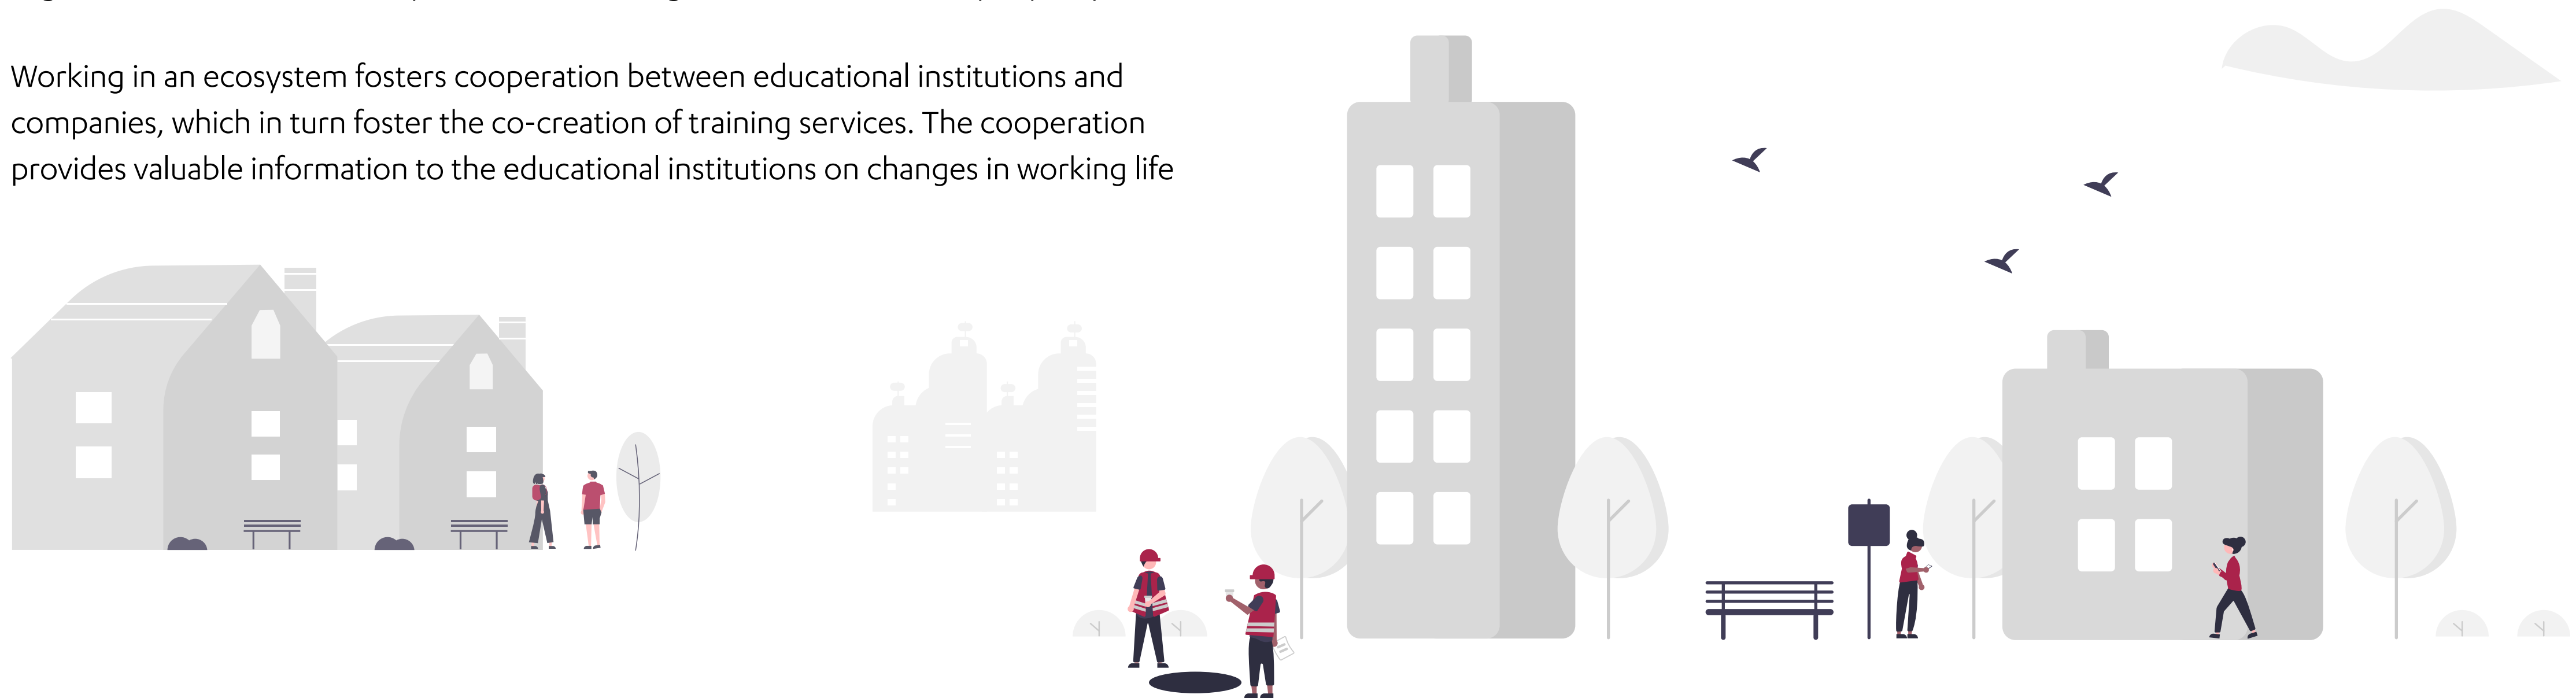 Working in an ecosystem fosters cooperation between educational institutions and
companies, which in turn foster the co-creation of training services. The cooperation
provides valuable information to the educational institutions on changes in working life